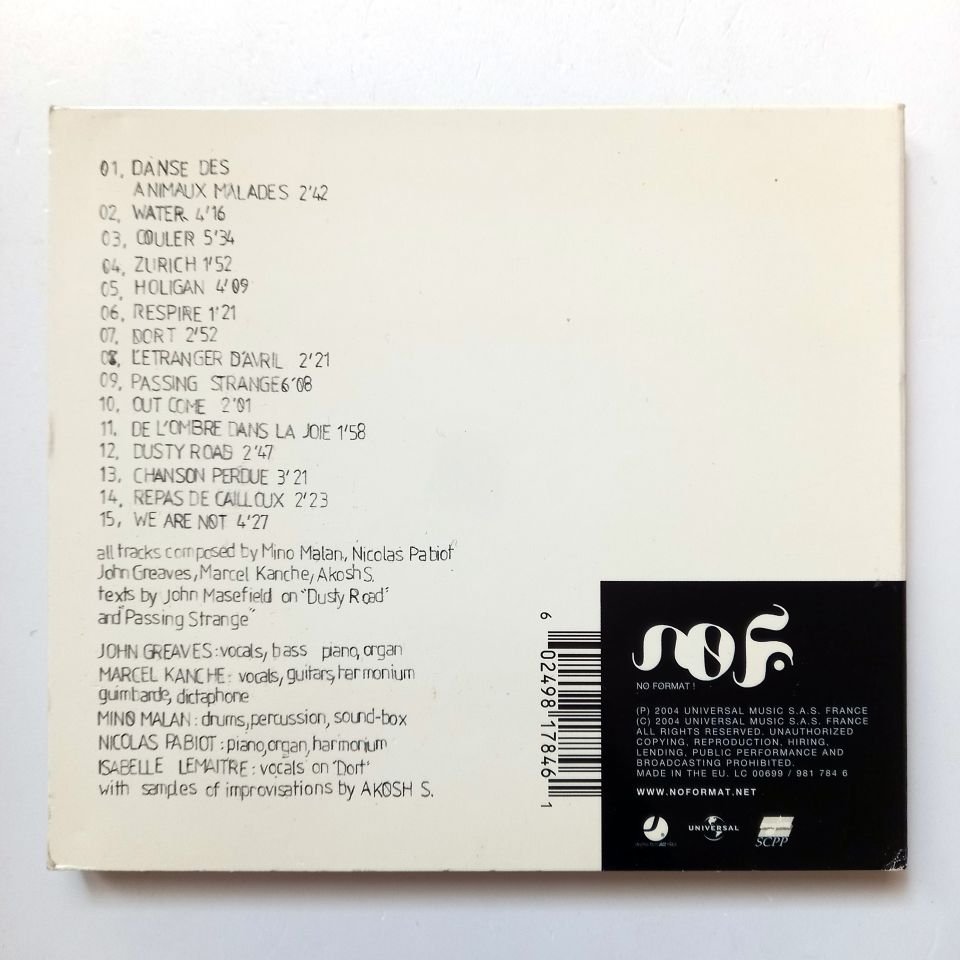 01, DANSE DES
ANIMAUX MALADES 2'42
02, WATER 4'16
03, COULER 5'34
04, ZURICH 1'52
05, HOLIGAN 4'09
06, RESPIRE 1'21
07, DORT 2'52
08, L'ETRANGER D'AVRIL 2'21
09, PASSING STRANGE 6'08
10, OUT COME 2'01
11, DE L'OMBRE DANS LA JOIE 1'58
12, DUSTY ROAD 2'47
13, CHANSON PERDUE 3'21
14, REPAS DE CAILLOUX 2'23
15, WE ARE NOT 4'27
all tracks composed by Mino Malan, Nicolas Pabiot
John Greaves, Marcel Kanche, Akosh S.
texts by John Masefield on "Dusty Road"
and "Passing Strange"
JOHN GREAVES: vocals, bass piano, organ
MARCEL KANCHE: vocals, guitars, harmonium
guimbarde, dictaphone
MINO MALAN: drums, percussion, sound-box
NICOLAS PABIOT: piano, organ, harmonium
ISABELLE LEMAITRE: vocals on "Dort"
with samples of improvisations by AKOSH S.
6 02498 17846 1
nøf.
NØ FØRMAT !
(P) 2004 UNIVERSAL MUSIC S.A.S. FRANCE
(C) 2004 UNIVERSAL MUSIC S.A.S. FRANCE
ALL RIGHTS RESERVED. UNAUTHORIZED
COPYING, REPRODUCTION, HIRING,
LENDING, PUBLIC PERFORMANCE AND
BROADCASTING PROHIBITED.
MADE IN THE EU. LC 00699 / 981 784 6
WWW.NOFORMAT.NET
UNIVERSAL
SCPP